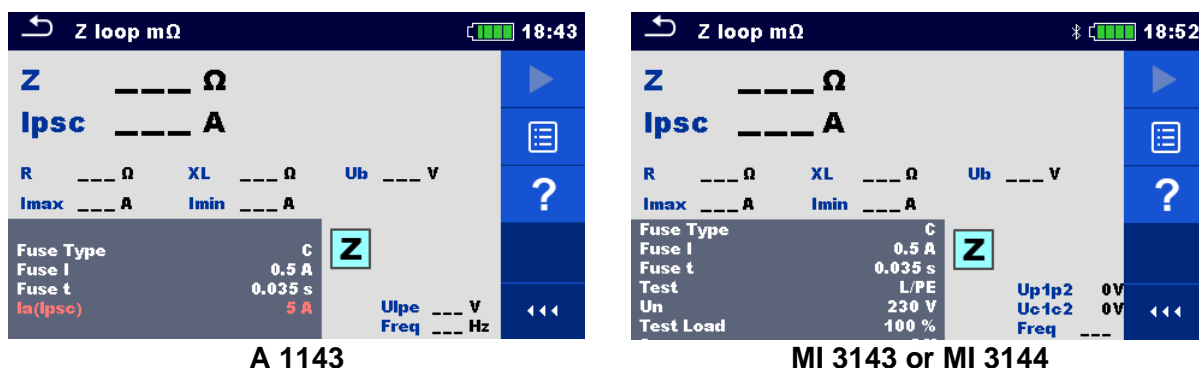 Z loop mΩ 18:43
Z ___ Ω
Ipsc ___ A
R ___ Ω XL ___ Ω Ub ___ V
Imax ___ A Imin ___ A
Fuse Type C
Fuse I 0.5 A
Fuse t 0.035 s
Ia(Ipsc) 5 A
Z
Ulpe ___ V
Freq ___ Hz
?
A 1143
Z loop mΩ 18:52
Z ___ Ω
Ipsc ___ A
R ___ Ω XL ___ Ω Ub ___ V
Imax ___ A Imin ___ A
Fuse Type C
Fuse I 0.5 A
Fuse t 0.035 s
Test L/PE
Un 230 V
Test Load 100 %
Z
Up1p2 0V
Uc1c2 0V
Freq ___
?
MI 3143 or MI 3144